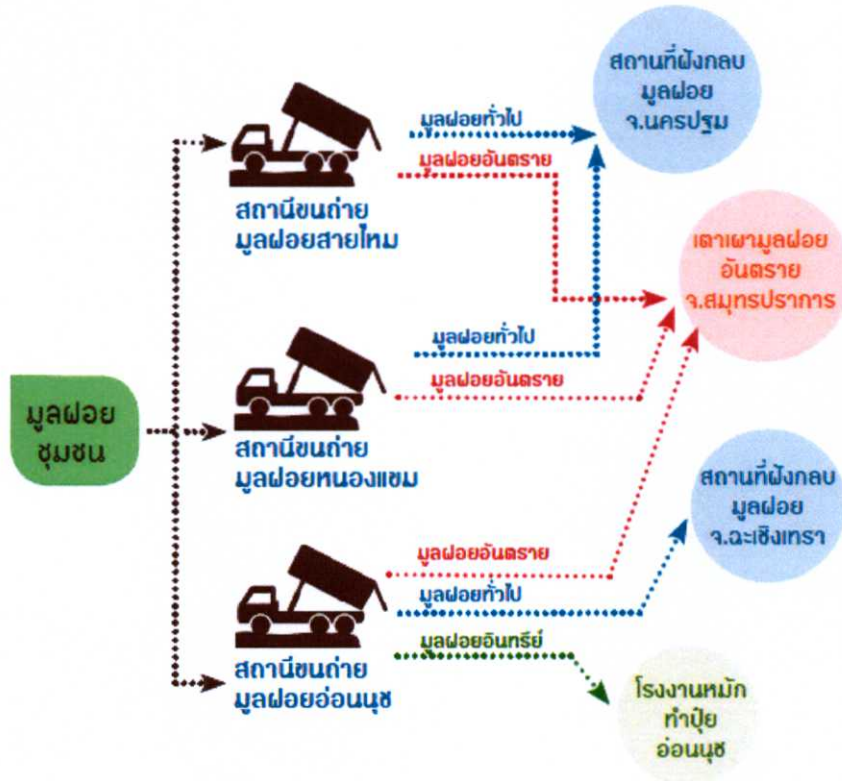 มูลฝอย
ชุมชน
มูลฝอยทั่วไป
มูลฝอยอันตราย
สถานีขนถ่าย
มูลฝอยสายไหม
มูลฝอยทั่วไป
มูลฝอยอันตราย
สถานีขนถ่าย
มูลฝอยหนองแขม
มูลฝอยอันตราย
มูลฝอยทั่วไป
มูลฝอยอินทรีย์
สถานีขนถ่าย
มูลฝอยอ่อนนุช
สถานที่ฝังกลบ
มูลฝอย
จ.นครปฐม
เตาเผามูลฝอย
อันตราย
จ.สมุทรปราการ
สถานที่ฝังกลบ
มูลฝอย
จ.ฉะเชิงเทรา
โรงงานหมัก
ทำปุ๋ย
อ่อนนุช